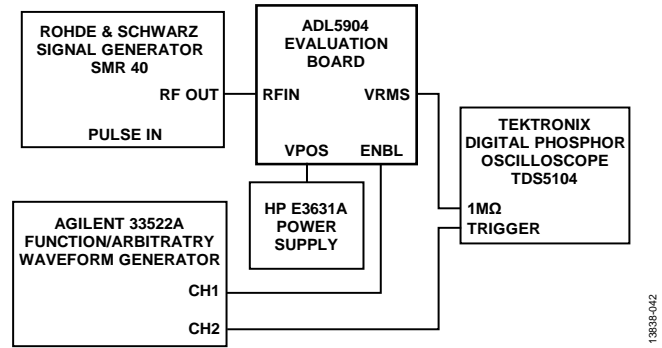 ROHDE & SCHWARZ
SIGNAL GENERATOR
SMR 40
RF OUT
PULSE IN
ADL5904
EVALUATION
BOARD
RFIN
VRMS
VPOS
ENBL
HP E3631A
POWER
SUPPLY
TEKTRONIX
DIGITAL PHOSPHOR
OSCILLOSCOPE
TDS5104
1MΩ
TRIGGER
AGILENT 33522A
FUNCTION/ARBITRATRY
WAVEFORM GENERATOR
CH1
CH2
13838-042